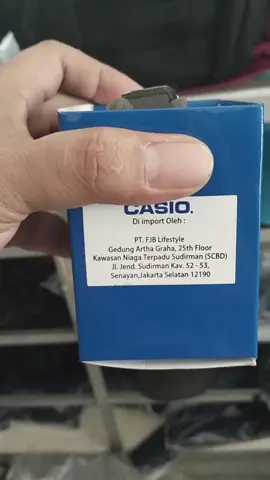 CASIO.
Di import Oleh :
PT. FJB Lifestyle
Gedung Artha Graha, 25th Floor
Kawasan Niaga Terpadu Sudirman (SCBD)
Jl. Jend. Sudirman Kav. 52 - 53,
Senayan,Jakarta Selatan 12190